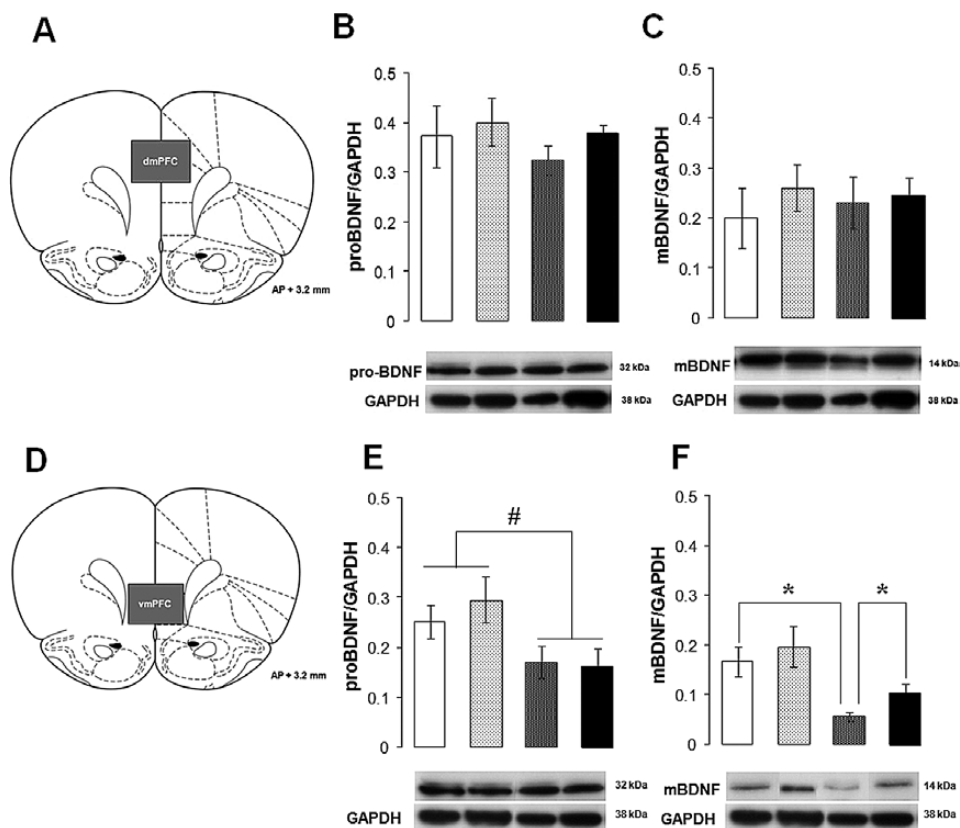 A
dmPFC
AP + 3.2 mm
B
proBDNF/GAPDH
0.5
0.4
0.3
0.2
0.1
0
pro-BDNF
32 kDa
GAPDH
38 kDa
C
mBDNF/GAPDH
0.5
0.4
0.3
0.2
0.1
0
mBDNF
14 kDa
GAPDH
38 kDa
D
vmPFC
AP + 3.2 mm
E
proBDNF/GAPDH
0.5
0.4
0.3
0.2
0.1
0
#
32 kDa
GAPDH
38 kDa
F
mBDNF/GAPDH
0.5
0.4
0.3
0.2
0.1
0
*
*
mBDNF
14 kDa
GAPDH
38 kDa